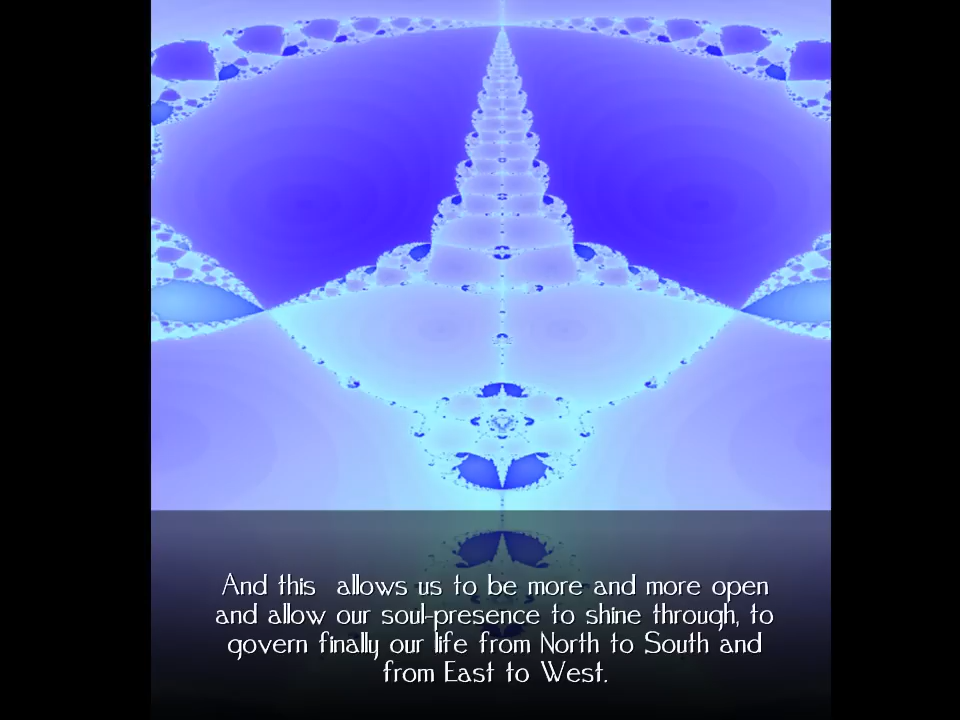 And this  allows us to be more and more open
and allow our soul-presence to shine through, to
govern finally our life from North to South and
from East to West.